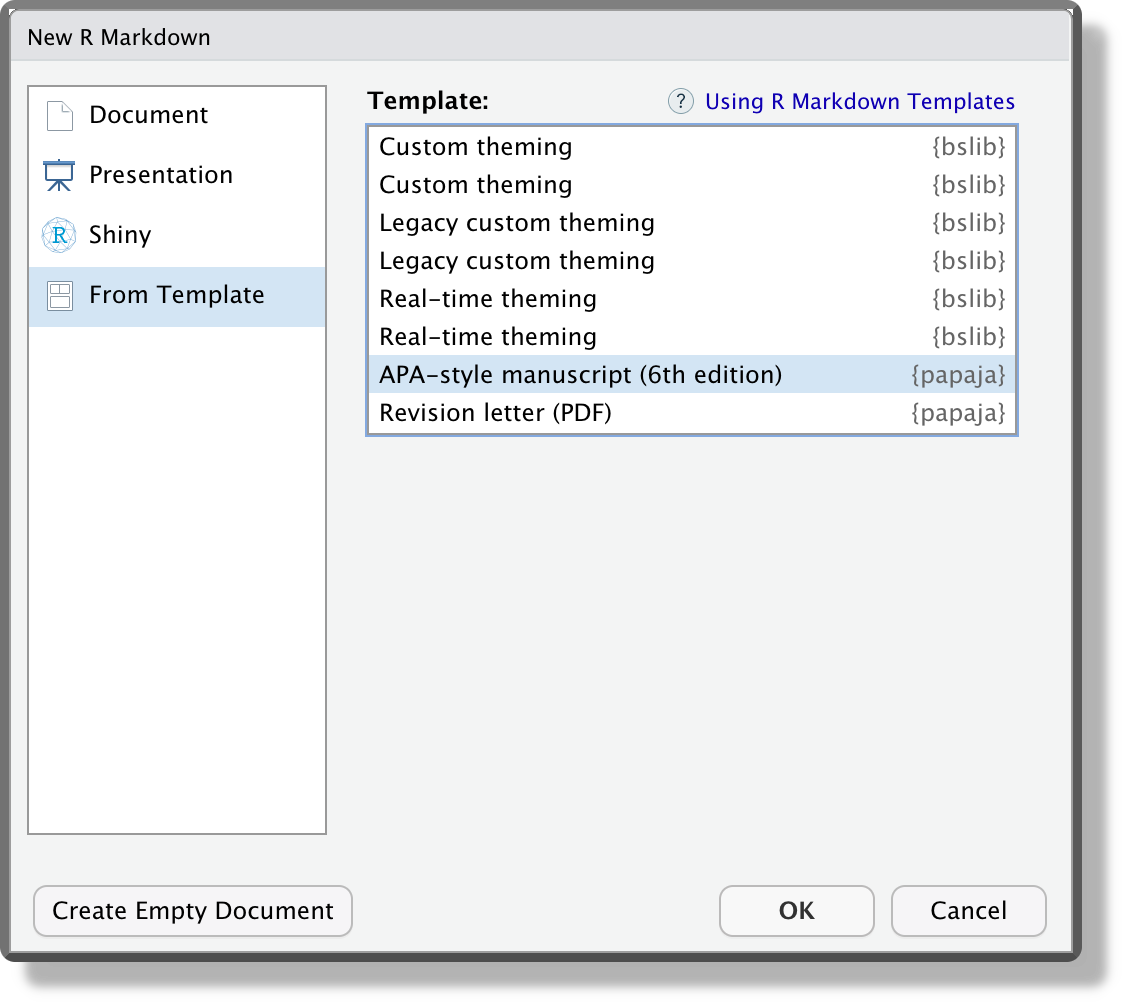 New R Markdown
Document
Presentation
R Shiny
From Template
Template: ? Using R Markdown Templates
Custom theming {bslib}
Custom theming {bslib}
Legacy custom theming {bslib}
Legacy custom theming {bslib}
Real-time theming {bslib}
Real-time theming {bslib}
APA-style manuscript (6th edition) {papaja}
Revision letter (PDF) {papaja}
Create Empty Document OK Cancel